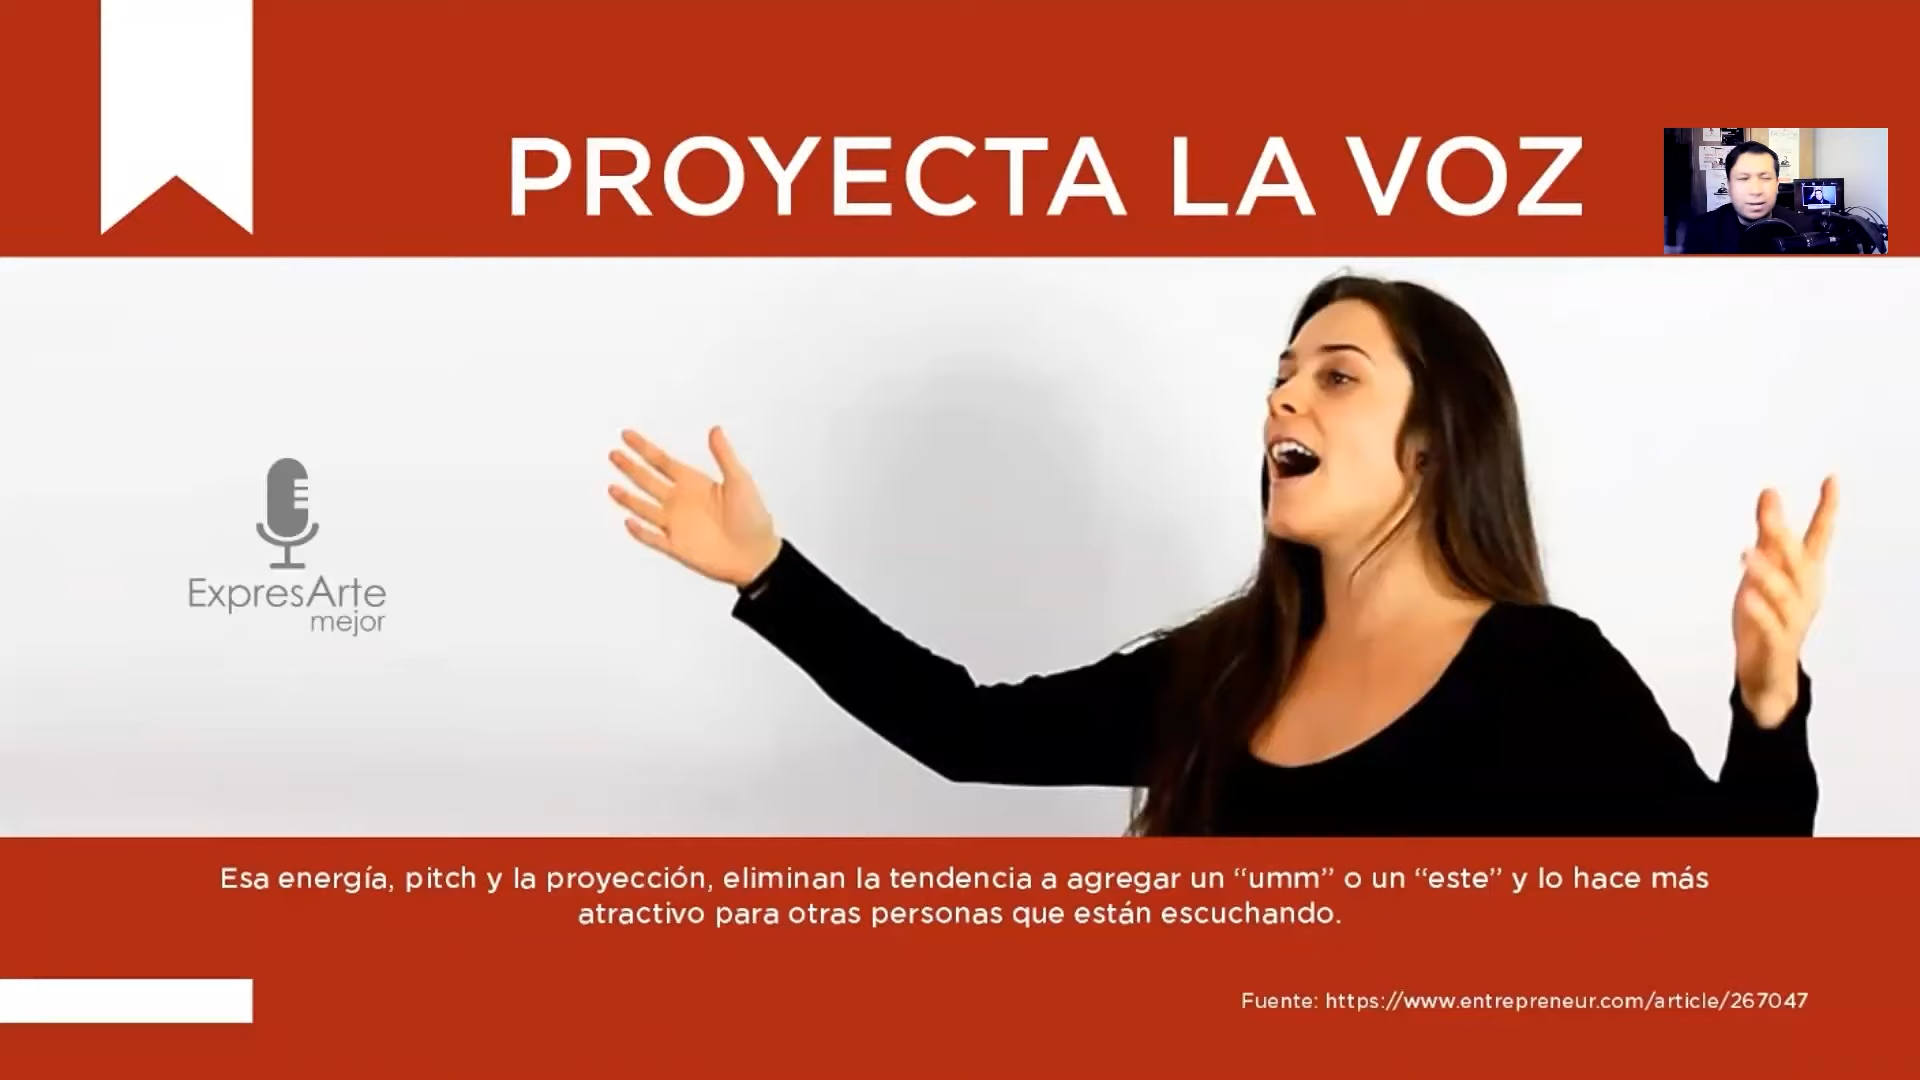 PROYECTA LA VOZ
ExpresArte
mejor
Esa energía, pitch y la proyección, eliminan la tendencia a agregar un “umm” o un “este” y lo hace más
atractivo para otras personas que están escuchando.
Fuente: https://www.entrepreneur.com/article/267047